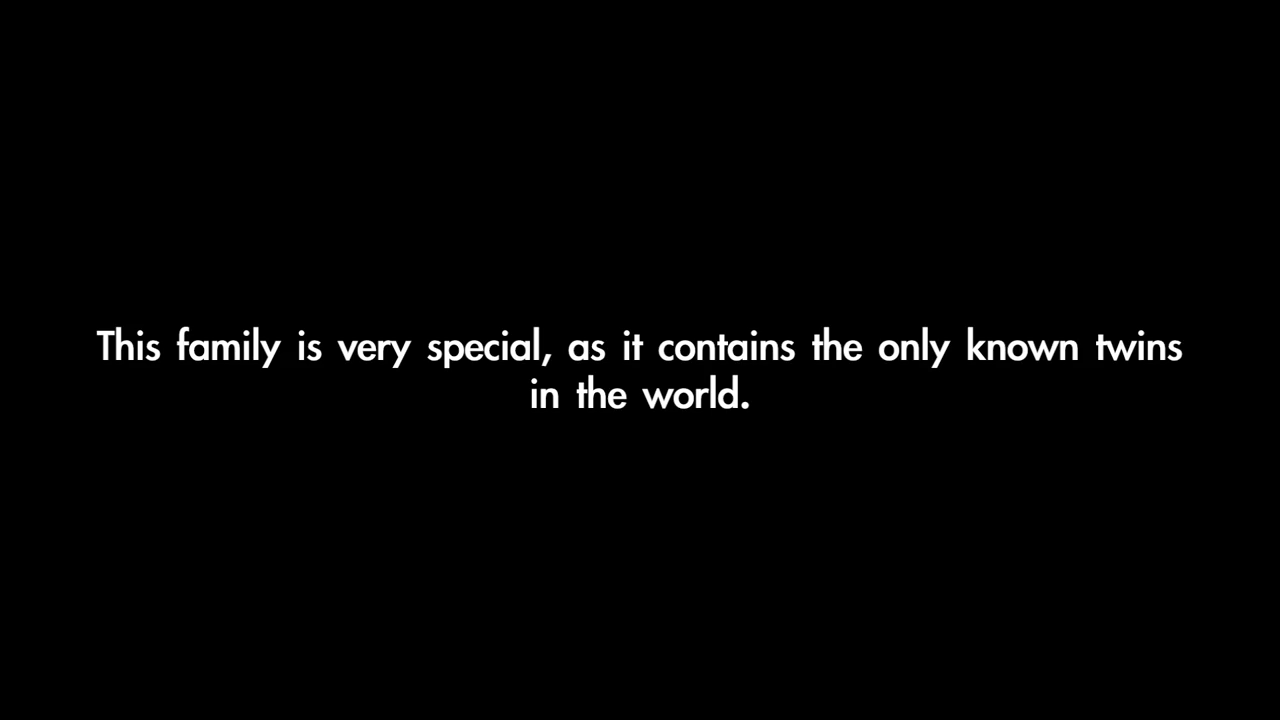 This family is very special, as it contains the only known twins
in the world.